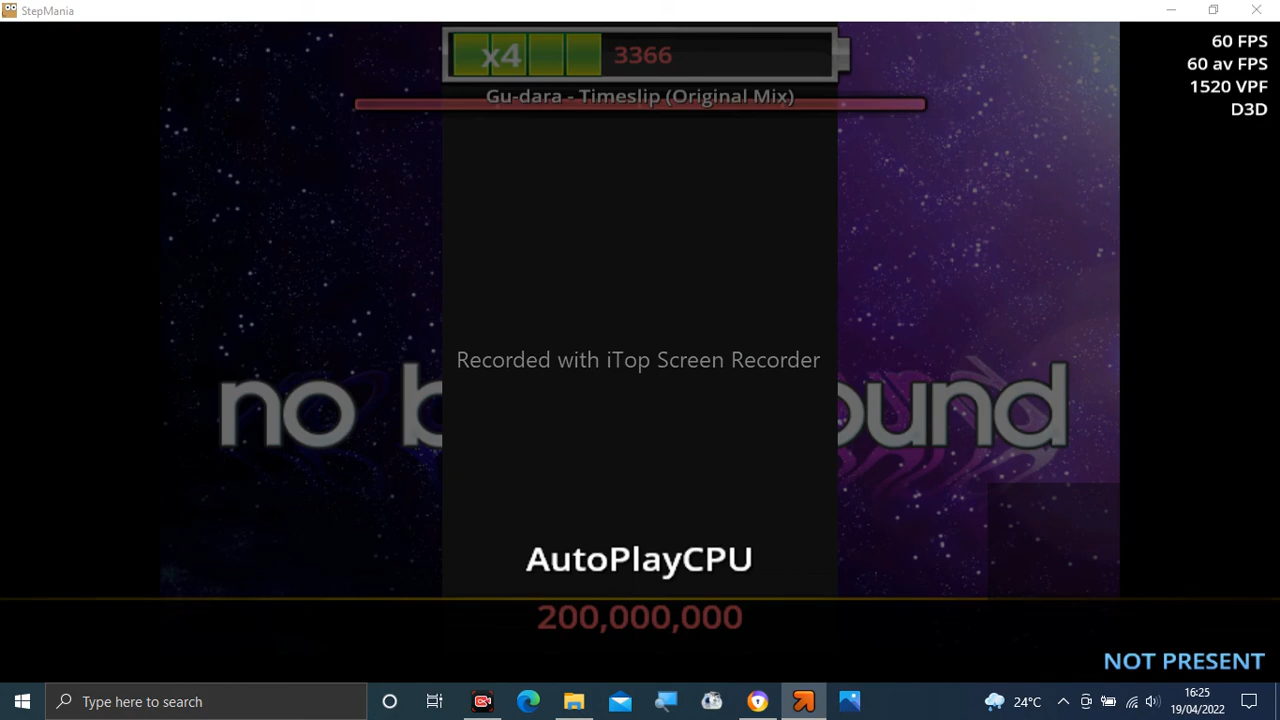 StepMania
60 FPS
60 av FPS
1520 VPF
D3D
x4
3366
Gu-dara - Timeslip (Original Mix)
Recorded with iTop Screen Recorder
no b
ound
AutoPlayCPU
200,000,000
NOT PRESENT
Type here to search
24°C
16:25
19/04/2022